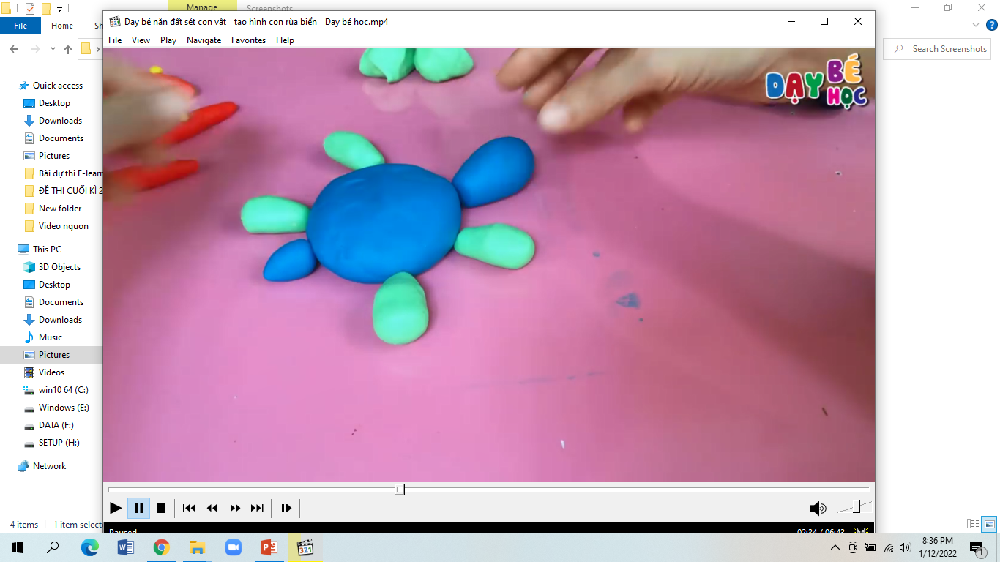 Manage
Screenshots
Dạy bé nặn đất sét con vật _ tạo hình con rùa biển _ Dạy bé học.mp4
File
Home
Sh
File View Play Navigate Favorites Help
Search Screenshots
DẠY BÉ HỌC
Quick access
Desktop
Downloads
Documents
Pictures
Bài dự thi E-learn
ĐỀ THI CUỐI KÌ 2
New folder
Video nguon
This PC
3D Objects
Desktop
Documents
Downloads
Music
Pictures
Videos
win10 64 (C:)
Windows (E:)
DATA (F:)
SETUP (H:)
Network
4 items
1 item select
Paused
02:34 / 06:43
321
8:36 PM
1/12/2022
1